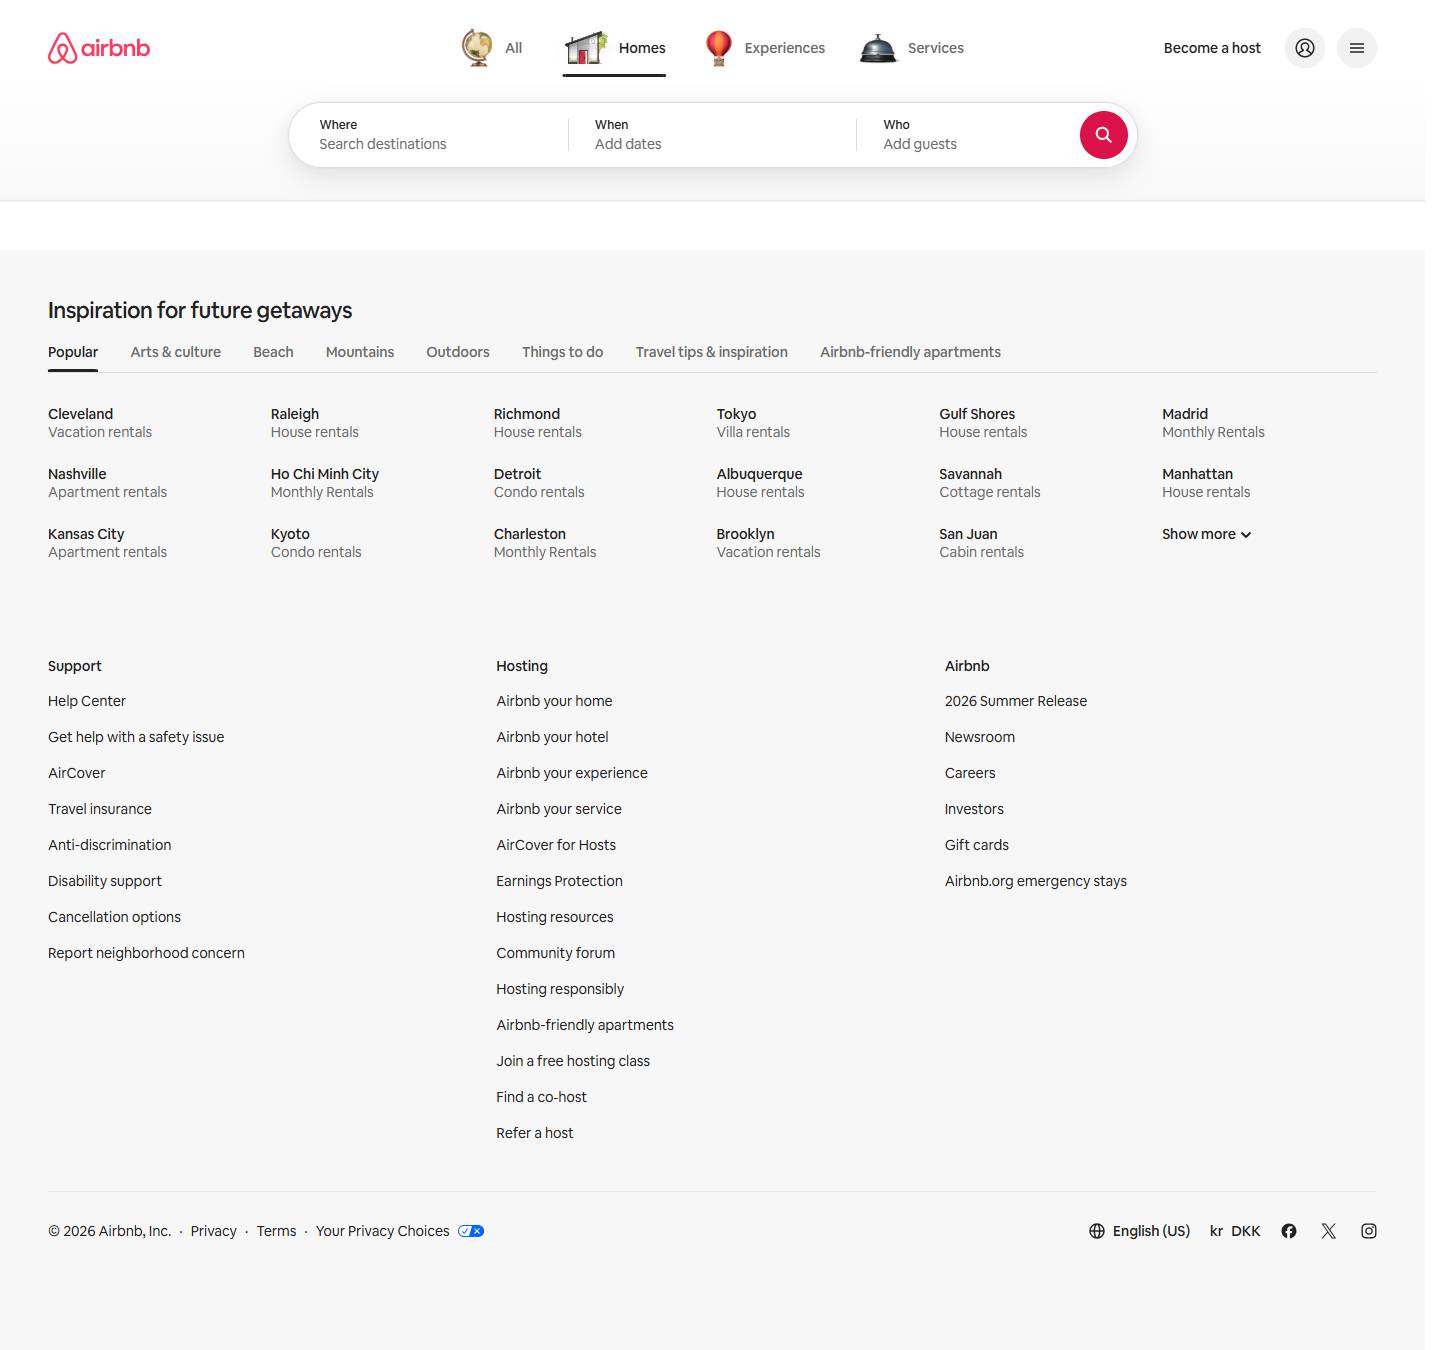 airbnb
All
Homes
Experiences
Services
Become a host
Where
Search destinations
When
Add dates
Who
Add guests
Inspiration for future getaways
Popular
Arts & culture
Beach
Mountains
Outdoors
Things to do
Travel tips & inspiration
Airbnb-friendly apartments
Cleveland
Vacation rentals
Raleigh
House rentals
Richmond
House rentals
Tokyo
Villa rentals
Gulf Shores
House rentals
Madrid
Monthly Rentals
Nashville
Apartment rentals
Ho Chi Minh City
Monthly Rentals
Detroit
Condo rentals
Albuquerque
House rentals
Savannah
Cottage rentals
Manhattan
House rentals
Kansas City
Apartment rentals
Kyoto
Condo rentals
Charleston
Monthly Rentals
Brooklyn
Vacation rentals
San Juan
Cabin rentals
Show more
Support
Help Center
Get help with a safety issue
AirCover
Travel insurance
Anti-discrimination
Disability support
Cancellation options
Report neighborhood concern
Hosting
Airbnb your home
Airbnb your hotel
Airbnb your experience
Airbnb your service
AirCover for Hosts
Earnings Protection
Hosting resources
Community forum
Hosting responsibly
Airbnb-friendly apartments
Join a free hosting class
Find a co-host
Refer a host
Airbnb
2026 Summer Release
Newsroom
Careers
Investors
Gift cards
Airbnb.org emergency stays
© 2026 Airbnb, Inc. · Privacy · Terms · Your Privacy Choices
English (US)
kr DKK